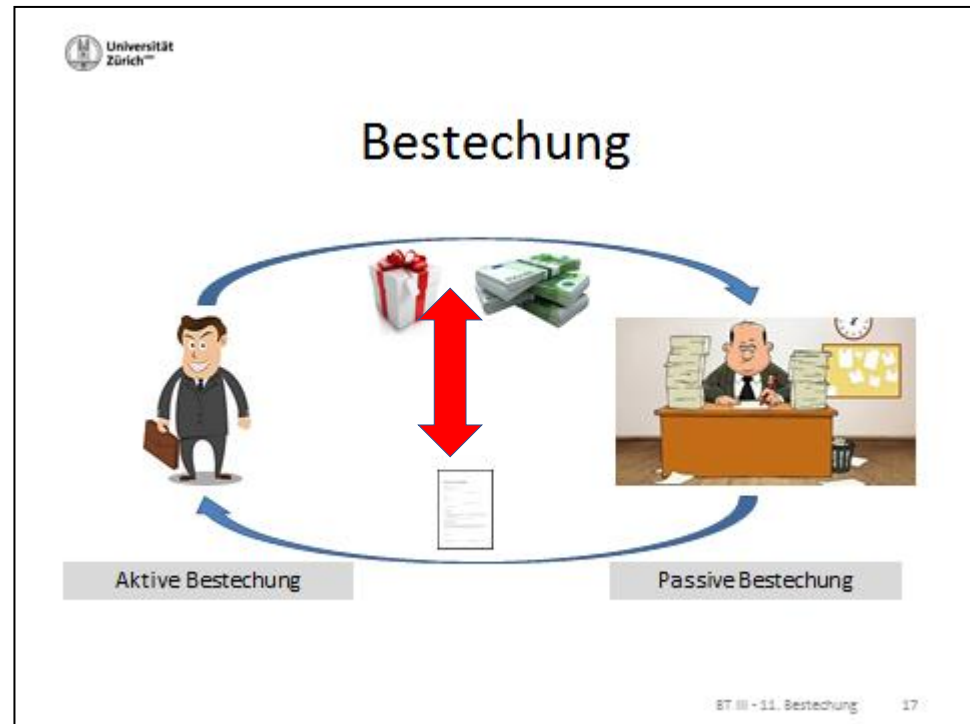 Universität
Zürich
Bestechung
Aktive Bestechung
Passive Bestechung
BT III - 11. Bestechung 17